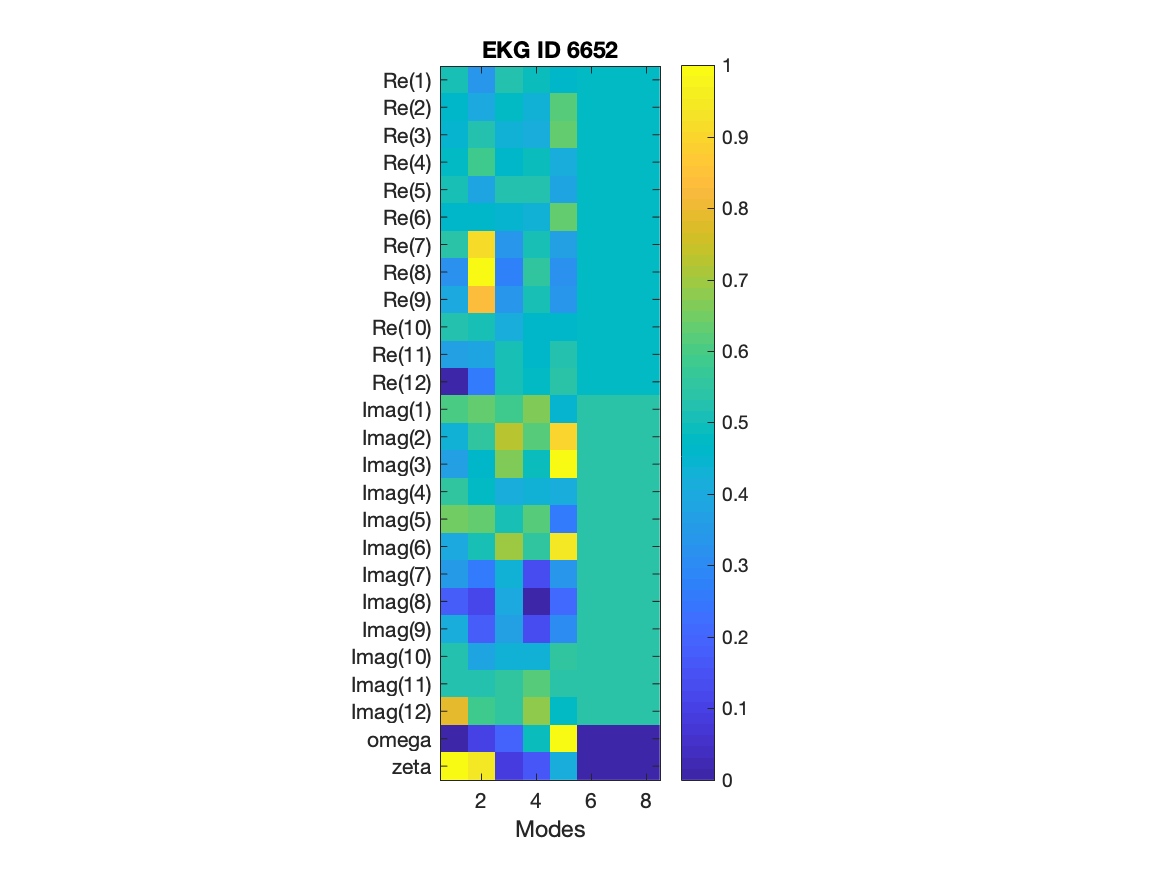 EKG ID 6652
Re(1)
Re(2)
Re(3)
Re(4)
Re(5)
Re(6)
Re(7)
Re(8)
Re(9)
Re(10)
Re(11)
Re(12)
Imag(1)
Imag(2)
Imag(3)
Imag(4)
Imag(5)
Imag(6)
Imag(7)
Imag(8)
Imag(9)
Imag(10)
Imag(11)
Imag(12)
omega
zeta
2 4 6 8
Modes
1
0.9
0.8
0.7
0.6
0.5
0.4
0.3
0.2
0.1
0